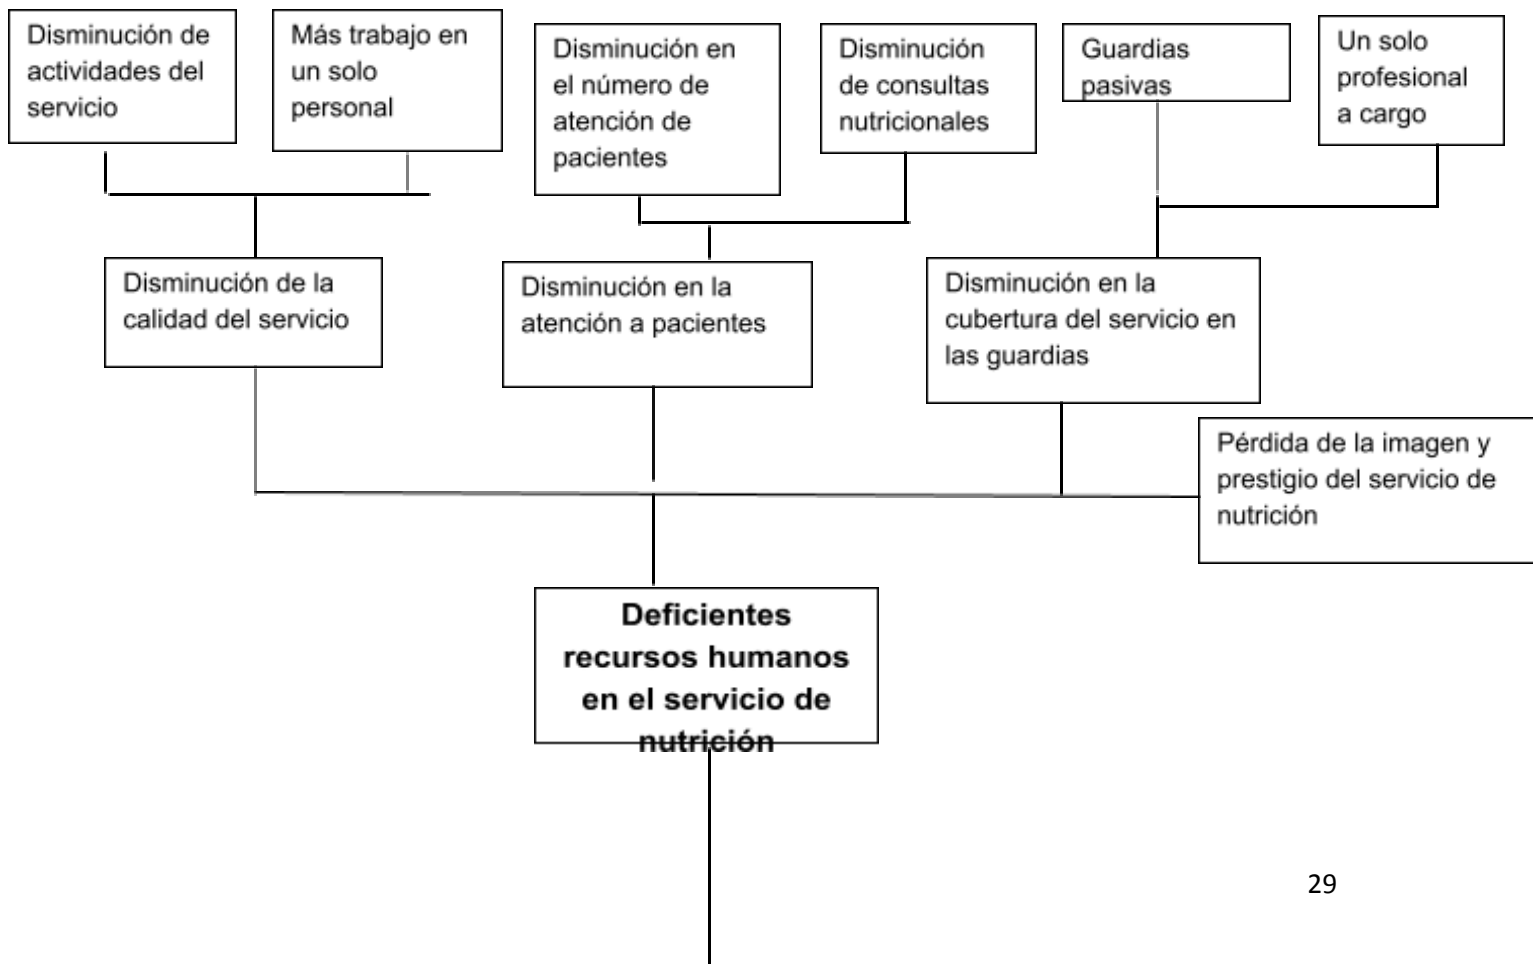 Disminución de
actividades del
servicio
Más trabajo en
un solo
personal
Disminución en
el número de
atención de
pacientes
Disminución
de consultas
nutricionales
Guardias
pasivas
Un solo
profesional
a cargo
Disminución de la
calidad del servicio
Disminución en la
atención a pacientes
Disminución en la
cubertura del servicio en
las guardias
Pérdida de la imagen y
prestigio del servicio de
nutrición
Deficientes
recursos humanos
en el servicio de
nutrición
29